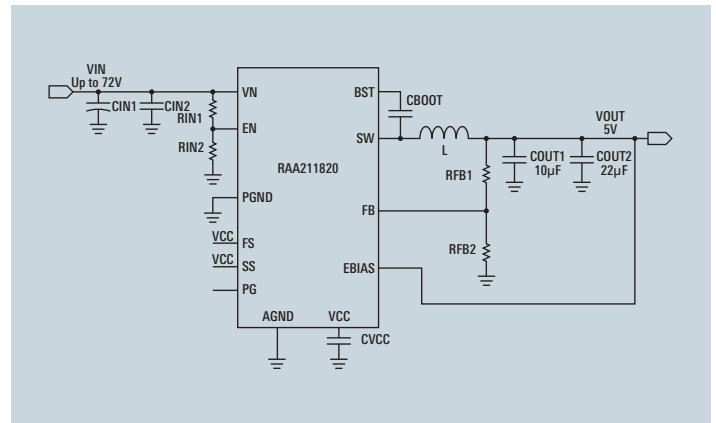 VIN
Up to 72V
CIN1
CIN2
RIN1
RIN2
VN
EN
PGND
VCC
FS
VCC
SS
PG
RAA211820
AGND
VCC
CVCC
BST
SW
FB
EBIAS
CBOOT
L
RFB1
RFB2
COUT1
10µF
COUT2
22µF
VOUT
5V